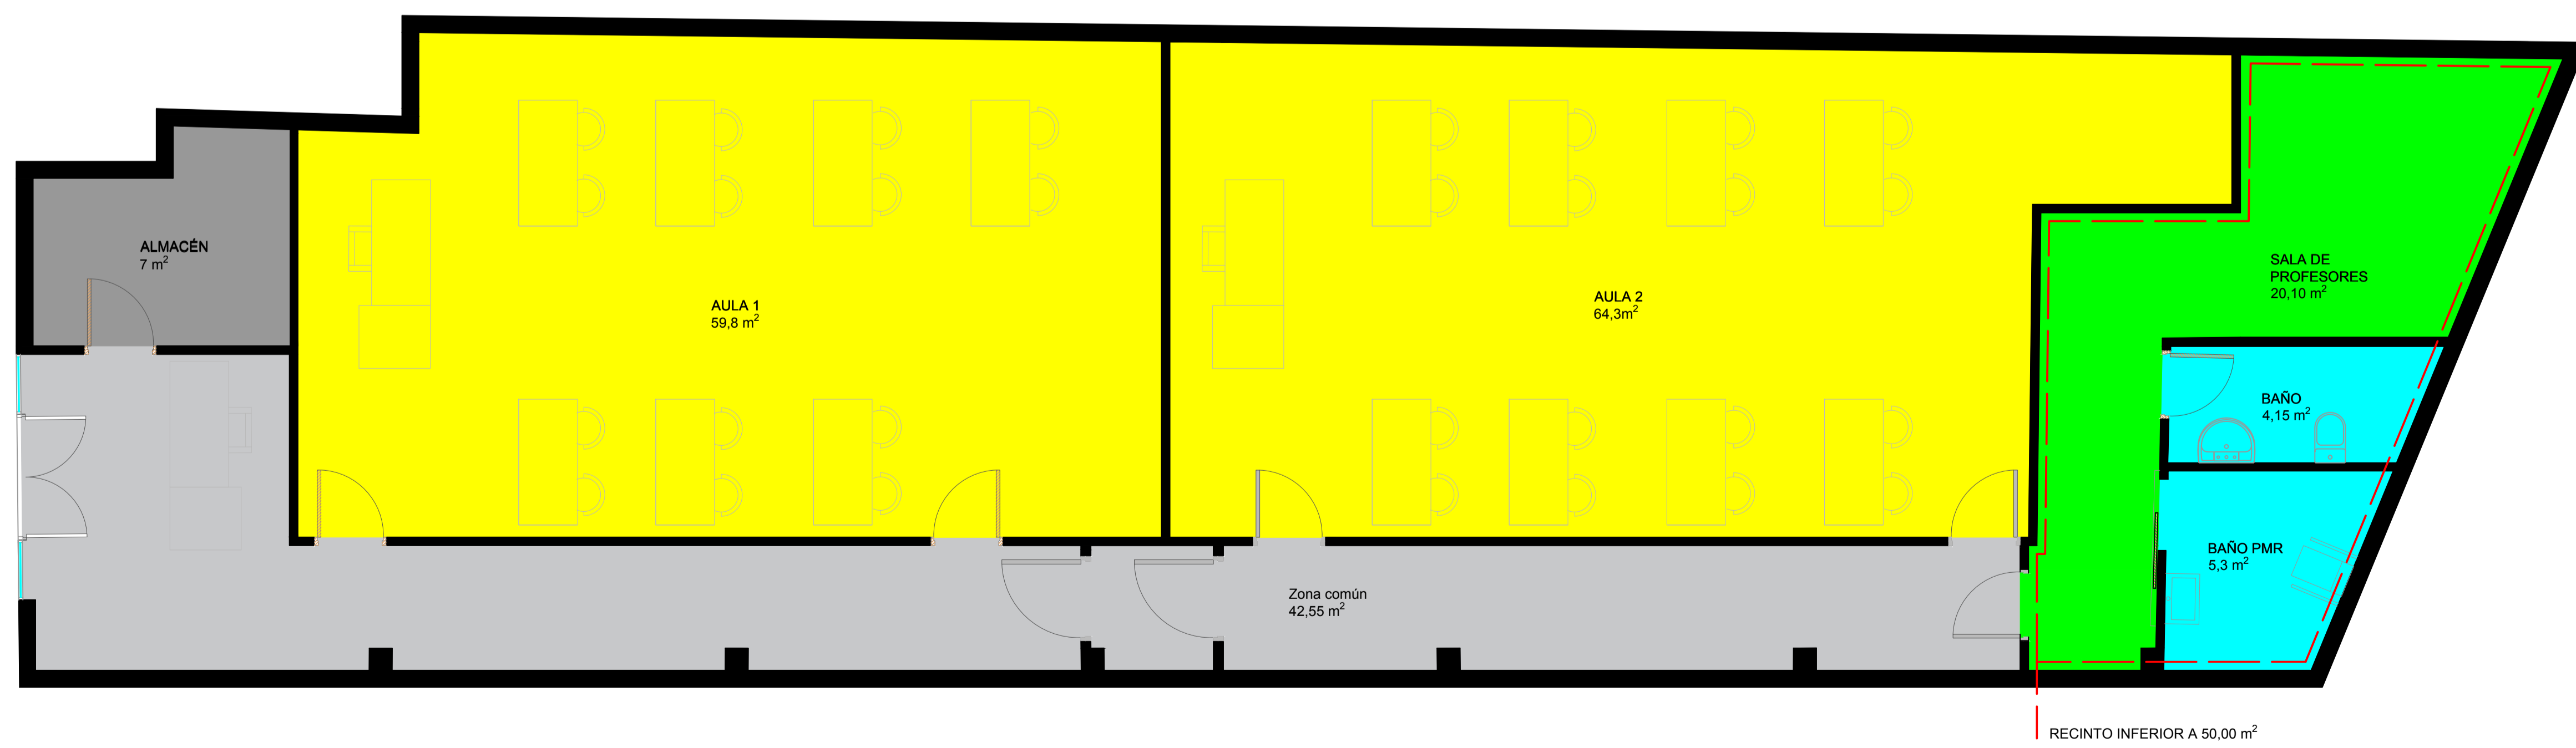 ALMACÉN
7 m²
AULA 1
59,8 m²
AULA 2
64,3m²
SALA DE
PROFESORES
20,10 m²
BAÑO
4,15 m²
BAÑO PMR
5,3 m²
Zona común
42,55 m²
RECINTO INFERIOR A 50,00 m²